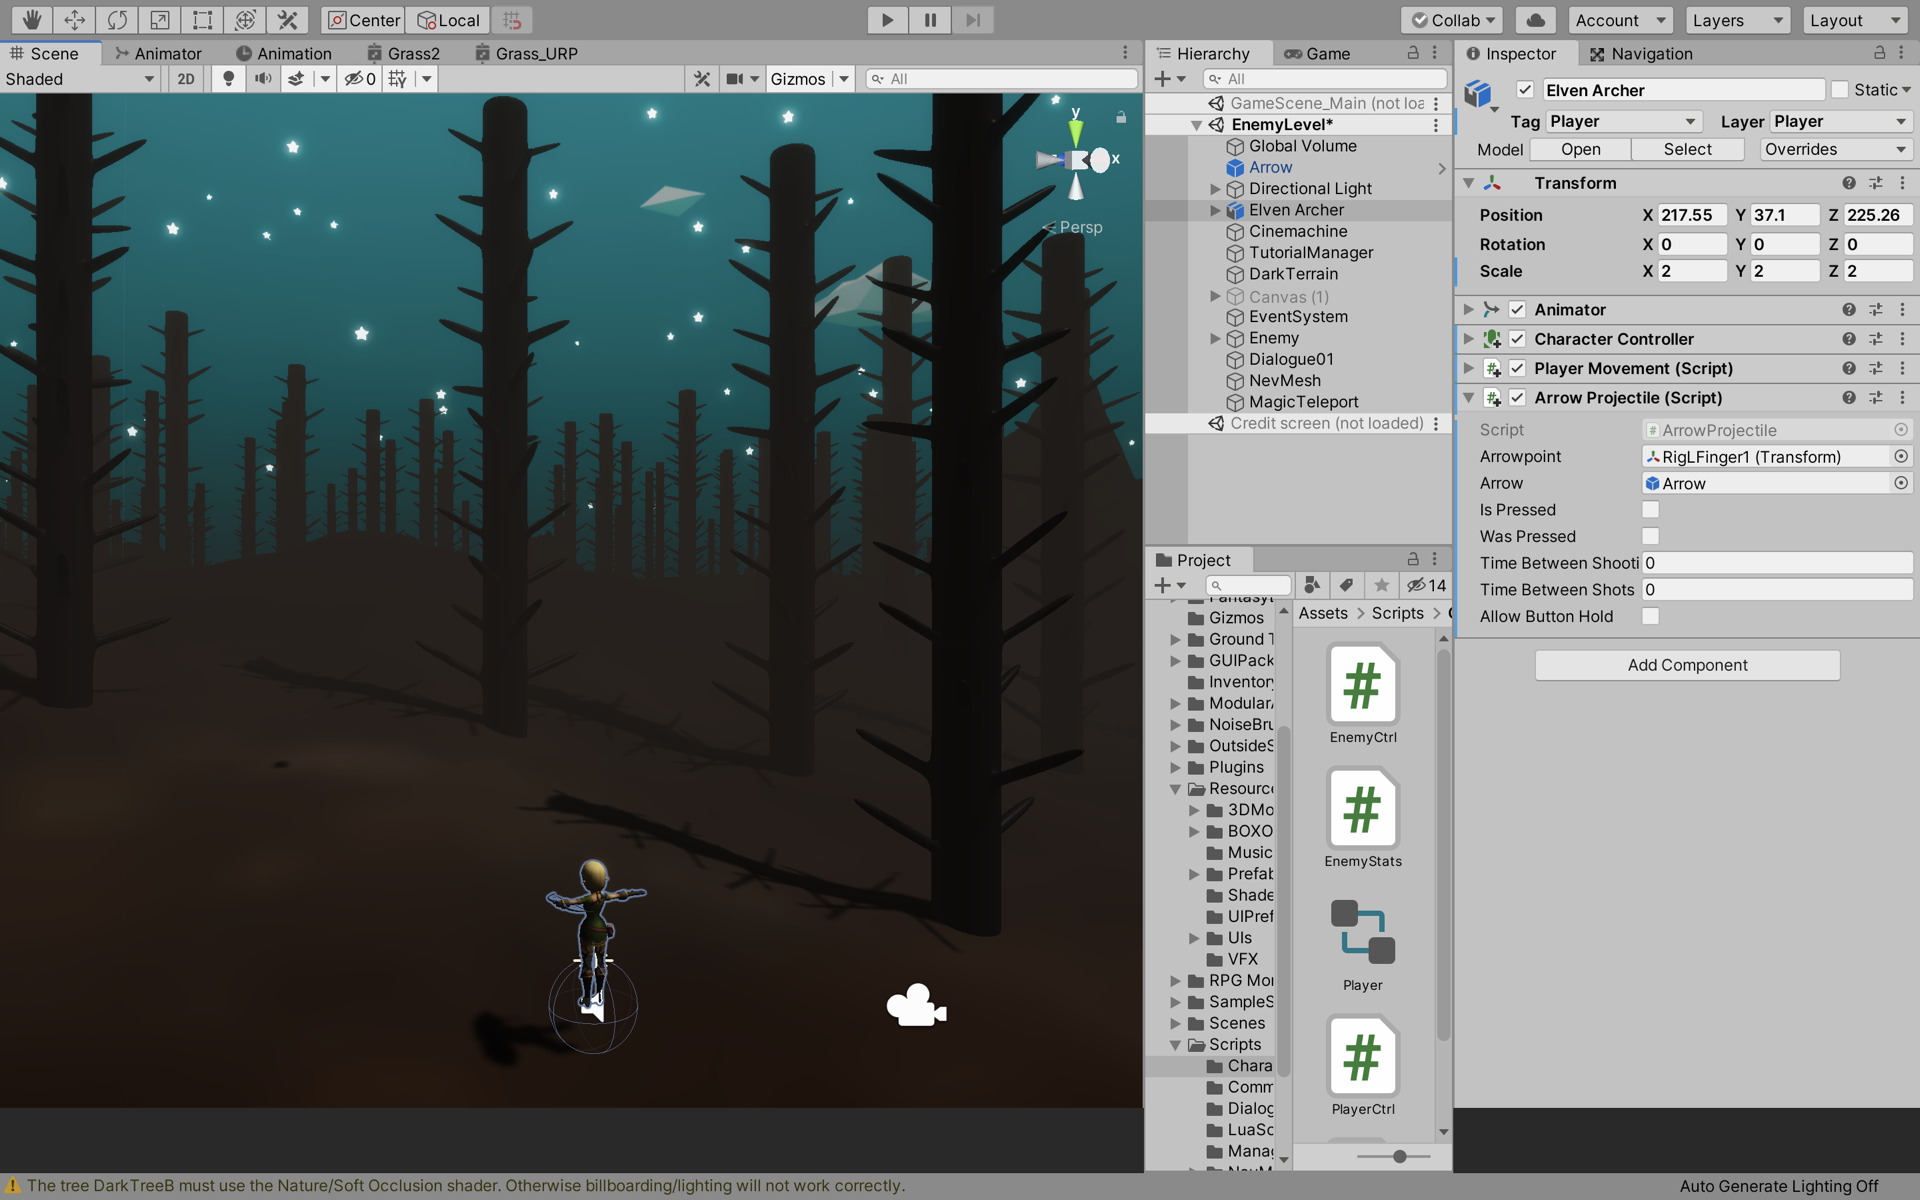 Center Local Collab Account Layers Layout
Scene Animator Animation Grass2 Grass_URP
Shaded 2D 0 Gizmos All
y
x
Persp
Hierarchy Game
All
GameScene_Main (not loa
EnemyLevel*
Global Volume
Arrow
Directional Light
Elven Archer
Cinemachine
TutorialManager
DarkTerrain
Canvas (1)
EventSystem
Enemy
Dialogue01
NevMesh
MagicTeleport
Credit screen (not loaded)
Project
14
Gizmos
Ground T
GUIPack
Inventory
ModularA
NoiseBru
OutsideS
Plugins
Resource
3DMo
BOXO
Music
Prefab
Shade
UIPref
UIs
VFX
RPG Mon
SampleS
Scenes
Scripts
Chara
Comm
Dialog
LuaSc
Manag
Assets > Scripts >
EnemyCtrl
EnemyStats
Player
PlayerCtrl
Inspector Navigation
Elven Archer Static
Tag Player Layer Player
Model Open Select Overrides
Transform
Position X 217.55 Y 37.1 Z 225.26
Rotation X 0 Y 0 Z 0
Scale X 2 Y 2 Z 2
Animator
Character Controller
Player Movement (Script)
Arrow Projectile (Script)
Script ArrowProjectile
Arrowpoint RigLFinger1 (Transform)
Arrow Arrow
Is Pressed
Was Pressed
Time Between Shooti 0
Time Between Shots 0
Allow Button Hold
Add Component
The tree DarkTreeB must use the Nature/Soft Occlusion shader. Otherwise billboarding/lighting will not work correctly.
Auto Generate Lighting Off